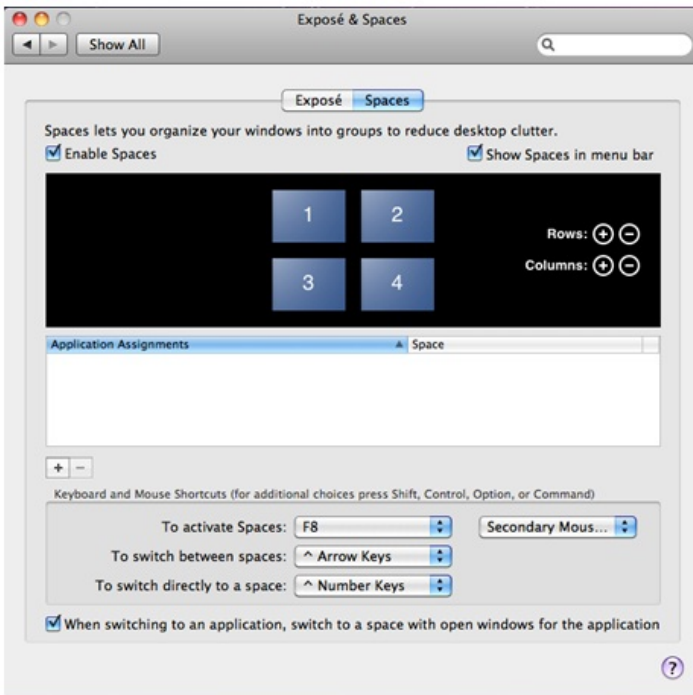 Exposé & Spaces
Show All
Exposé Spaces
Spaces lets you organize your windows into groups to reduce desktop clutter.
Enable Spaces Show Spaces in menu bar
1 2
Rows: + −
Columns: + −
3 4
Application Assignments Space
+ −
Keyboard and Mouse Shortcuts (for additional choices press Shift, Control, Option, or Command)
To activate Spaces: F8 Secondary Mous...
To switch between spaces: ^ Arrow Keys
To switch directly to a space: ^ Number Keys
When switching to an application, switch to a space with open windows for the application
?